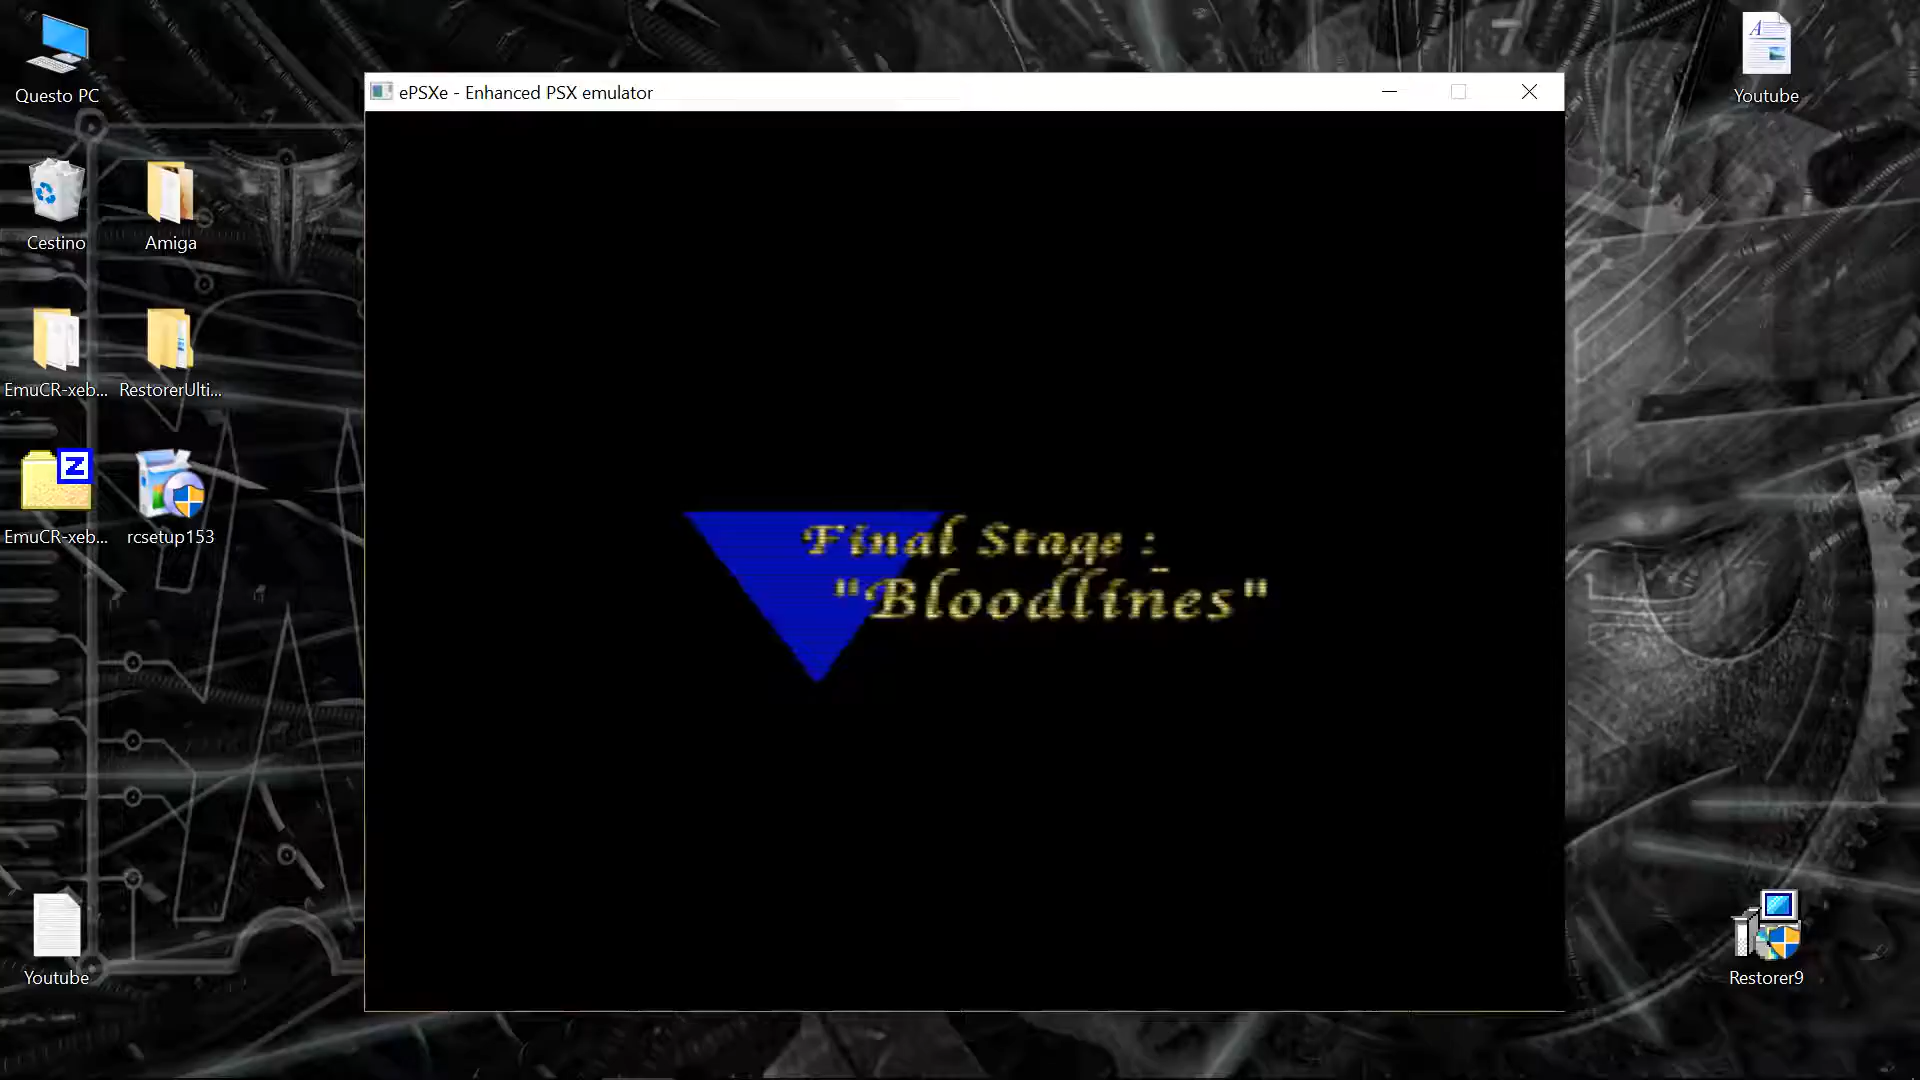 Questo PC
Youtube
ePSXe - Enhanced PSX emulator
Cestino
Amiga
EmuCR-xeb...
RestorerUlti...
Z
EmuCR-xeb...
rcsetup153
Final Stage :
"Bloodlines"
Youtube
Restorer9